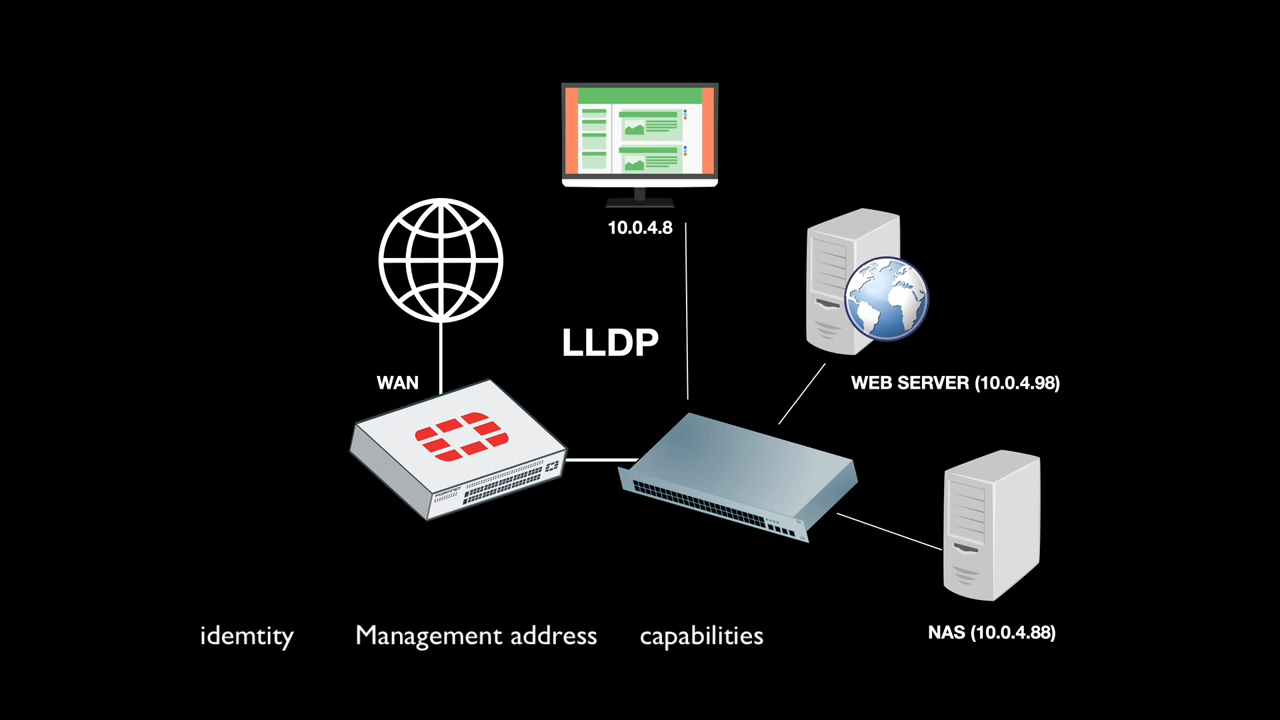 10.0.4.8
LLDP
WAN
WEB SERVER (10.0.4.98)
FORTINET
NAS (10.0.4.88)
idemtity Management address capabilities